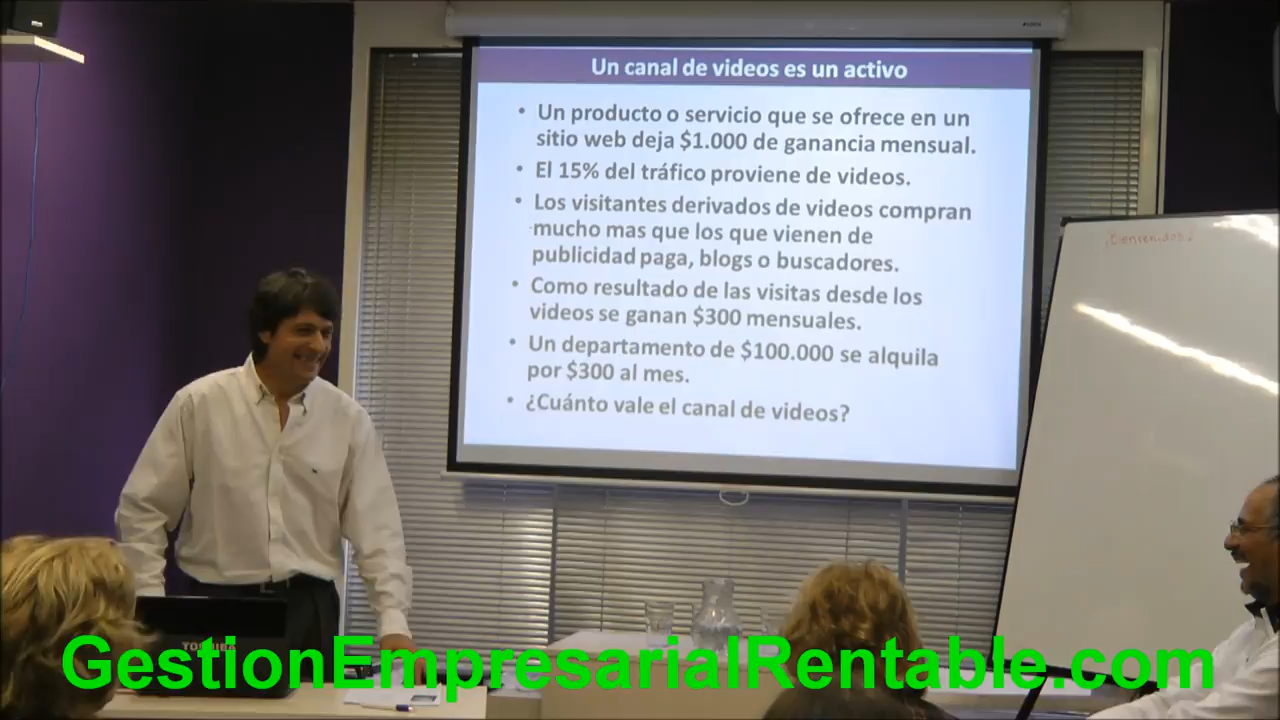 Un canal de videos es un activo
• Un producto o servicio que se ofrece en un
sitio web deja $1.000 de ganancia mensual.
• El 15% del tráfico proviene de videos.
• Los visitantes derivados de videos compran
mucho mas que los que vienen de
publicidad paga, blogs o buscadores.
• Como resultado de las visitas desde los
videos se ganan $300 mensuales.
• Un departamento de $100.000 se alquila
por $300 al mes.
• ¿Cuánto vale el canal de videos?
¡Bienvenidos!
TOSHIBA
GestionEmpresarialRentable.com